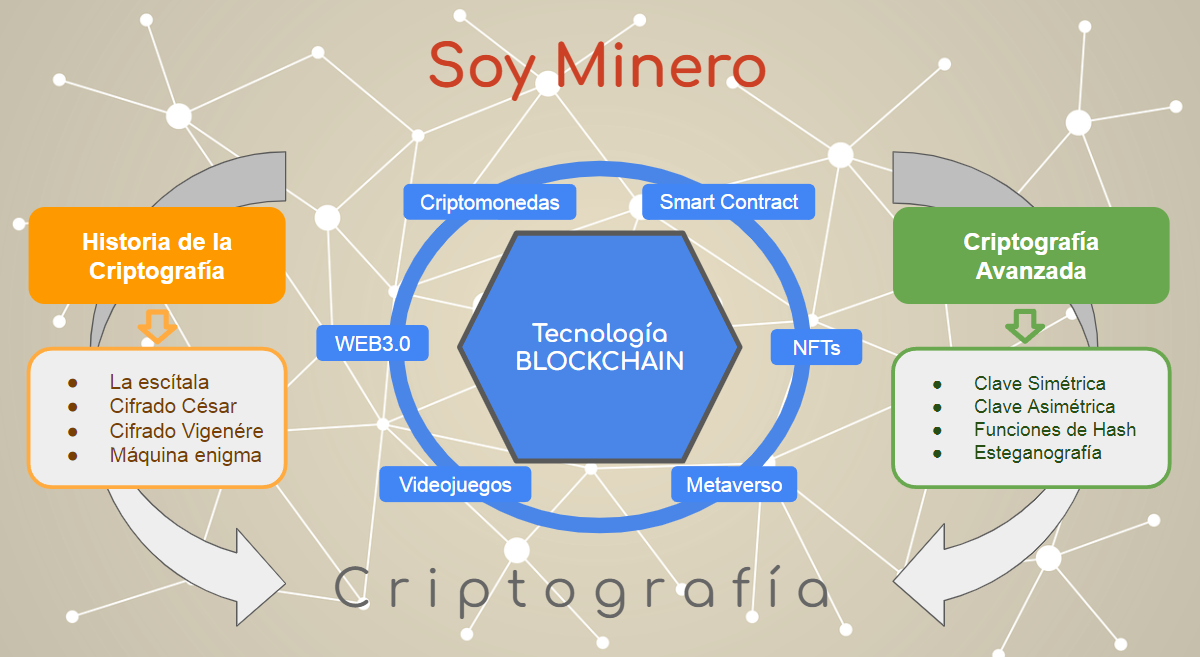 Soy Minero
Criptomonedas
Smart Contract
Historia de la
Criptografía
Criptografía
Avanzada
Tecnología
BLOCKCHAIN
WEB3.0
NFTs
● La escítala
● Cifrado César
● Cifrado Vigenére
● Máquina enigma
● Clave Simétrica
● Clave Asimétrica
● Funciones de Hash
● Esteganografía
Videojuegos
Metaverso
Criptografía